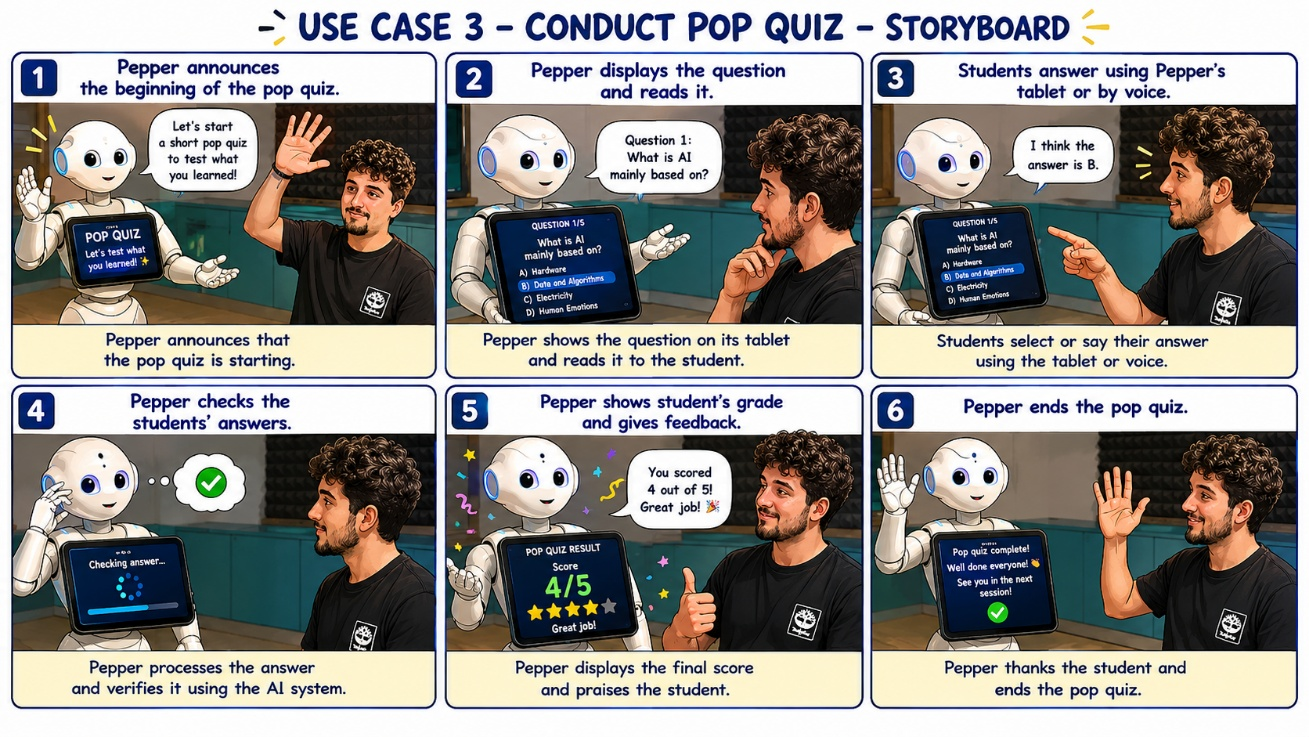 USE CASE 3 – CONDUCT POP QUIZ – STORYBOARD
1
Pepper announces
the beginning of the pop quiz.
Let's start
a short pop quiz
to test what
you learned!
POP QUIZ
Let's test what
you learned! ✨
Pepper announces that
the pop quiz is starting.
2
Pepper displays the question
and reads it.
Question 1:
What is AI
mainly based on?
QUESTION 1/5
What is AI
mainly based on?
A) Hardware
B) Data and Algorithms
C) Electricity
D) Human Emotions
Pepper shows the question on its tablet
and reads it to the student.
3
Students answer using Pepper's
tablet or by voice.
I think the
answer is B.
QUESTION 1/5
What is AI
mainly based on?
A) Hardware
B) Data and Algorithms
C) Electricity
D) Human Emotions
Students select or say their answer
using the tablet or voice.
4
Pepper checks the
students' answers.
Checking answer...
Pepper processes the answer
and verifies it using the AI system.
5
Pepper shows student's grade
and gives feedback.
You scored
4 out of 5!
Great job! 🎉
POP QUIZ RESULT
Score
4/5
Great job!
Pepper displays the final score
and praises the student.
6
Pepper ends the pop quiz.
Pop quiz complete!
Well done everyone! 👏
See you in the next
session!
Pepper thanks the student and
ends the pop quiz.